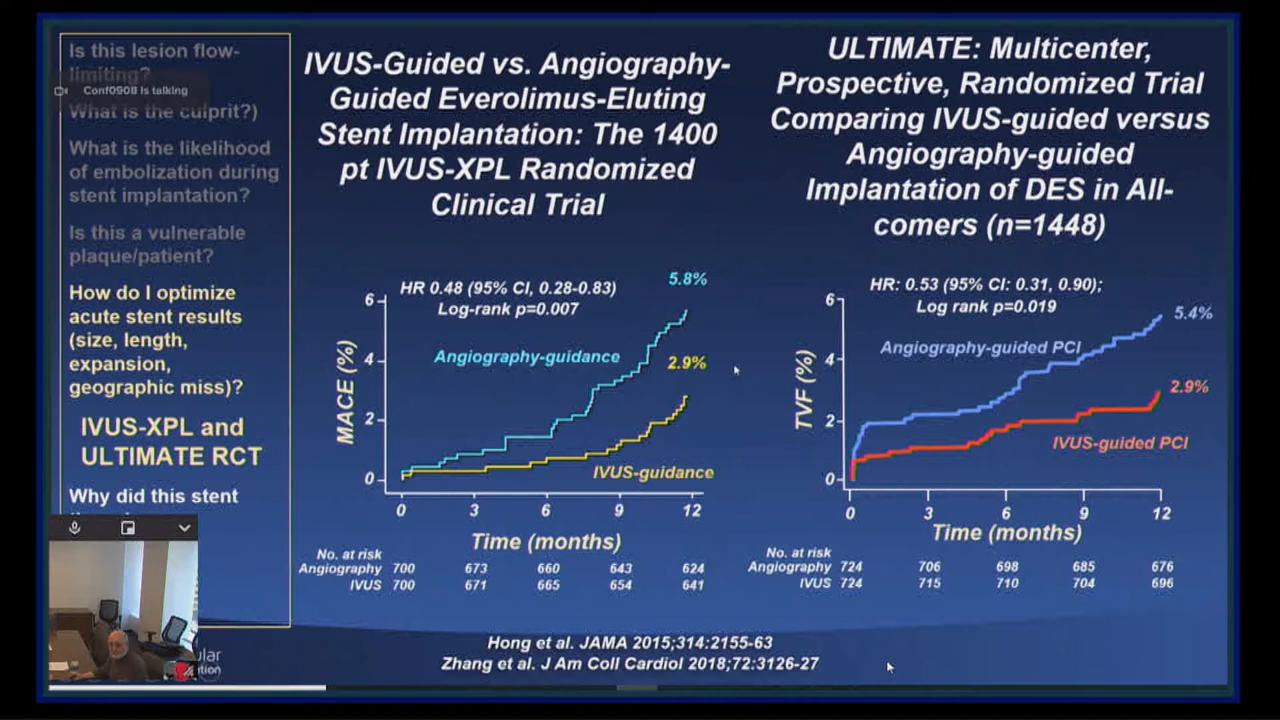 Is this lesion flow-
limiting?
Conf0908 is talking
What is the culprit?)
What is the likelihood
of embolization during
stent implantation?
Is this a vulnerable
plaque/patient?
How do I optimize
acute stent results
(size, length,
expansion,
geographic miss)?
IVUS-XPL and
ULTIMATE RCT
Why did this stent
IVUS-Guided vs. Angiography-
Guided Everolimus-Eluting
Stent Implantation: The 1400
pt IVUS-XPL Randomized
Clinical Trial
HR 0.48 (95% CI, 0.28-0.83)
Log-rank p=0.007
5.8%
Angiography-guidance
2.9%
IVUS-guidance
MACE (%)
6
4
2
0
0 3 6 9 12
Time (months)
No. at risk
Angiography 700 673 660 643 624
IVUS 700 671 665 654 641
ULTIMATE: Multicenter,
Prospective, Randomized Trial
Comparing IVUS-guided versus
Angiography-guided
Implantation of DES in All-
comers (n=1448)
HR: 0.53 (95% CI: 0.31, 0.90);
Log rank p=0.019
5.4%
Angiography-guided PCI
2.9%
IVUS-guided PCI
TVF (%)
6
4
2
0
0 3 6 9 12
Time (months)
No. at risk
Angiography 724 706 698 685 676
IVUS 724 715 710 704 696
Hong et al. JAMA 2015;314:2155-63
Zhang et al. J Am Coll Cardiol 2018;72:3126-27